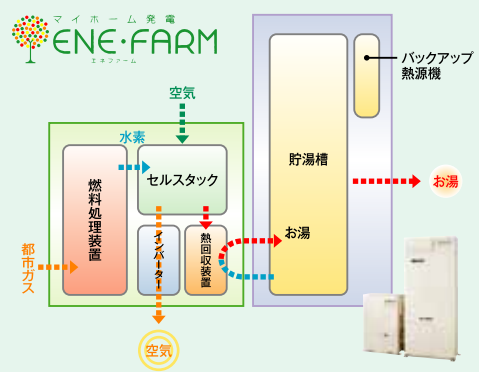 マイホーム発電
ENE・FARM
エネファーム
空気
水素
燃料処理装置
セルスタック
都市ガス
インバーター
熱回収装置
空気
貯湯槽
お湯
バックアップ
熱源機
お湯